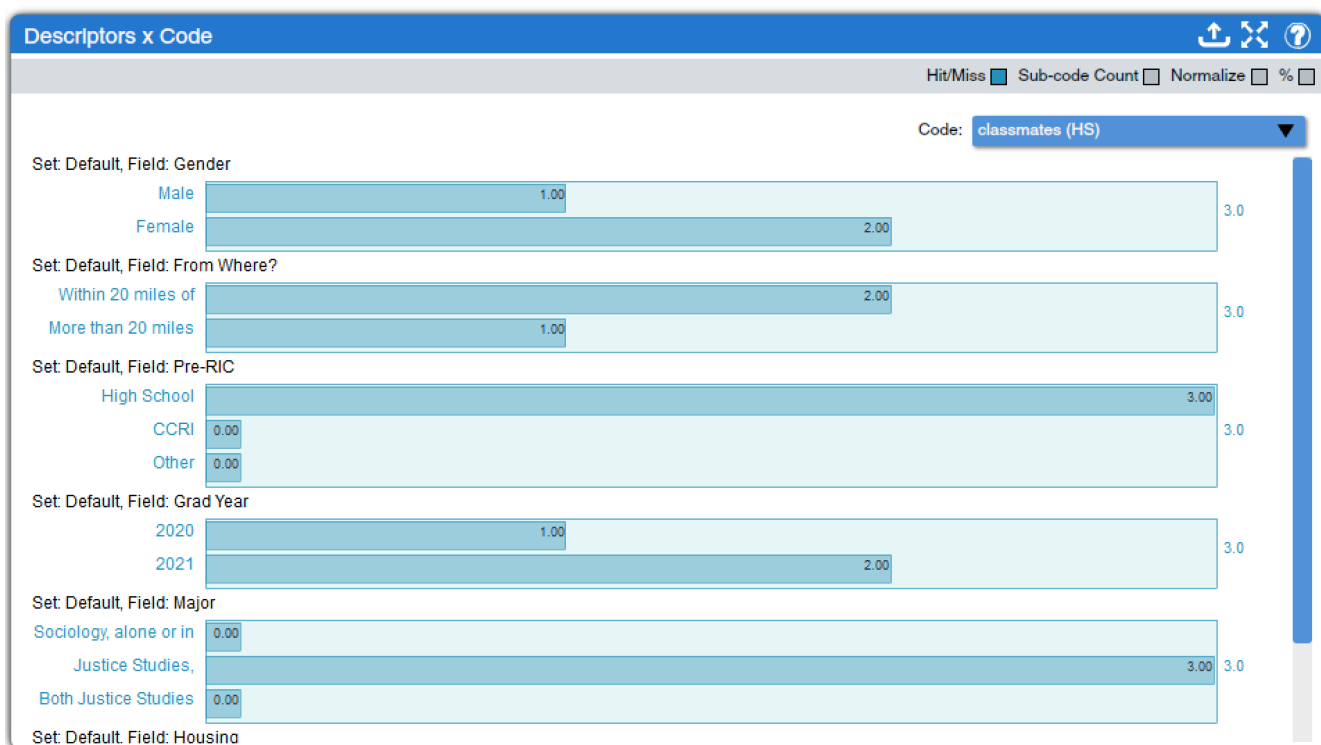 Descriptors x Code
Hit/Miss Sub-code Count Normalize %
Code: classmates (HS)
Set: Default, Field: Gender
Male 1.00
Female 2.00
3.0
Set: Default, Field: From Where?
Within 20 miles of 2.00
More than 20 miles 1.00
3.0
Set: Default, Field: Pre-RIC
High School 3.00
CCRI 0.00
Other 0.00
3.0
Set: Default, Field: Grad Year
2020 1.00
2021 2.00
3.0
Set: Default, Field: Major
Sociology, alone or in 0.00
Justice Studies, 3.00 3.0
Both Justice Studies 0.00
Set: Default, Field: Housing